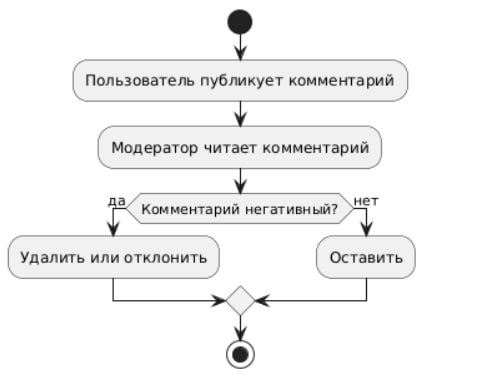 Пользователь публикует комментарий
Модератор читает комментарий
да
Комментарий негативный?
нет
Удалить или отклонить
Оставить